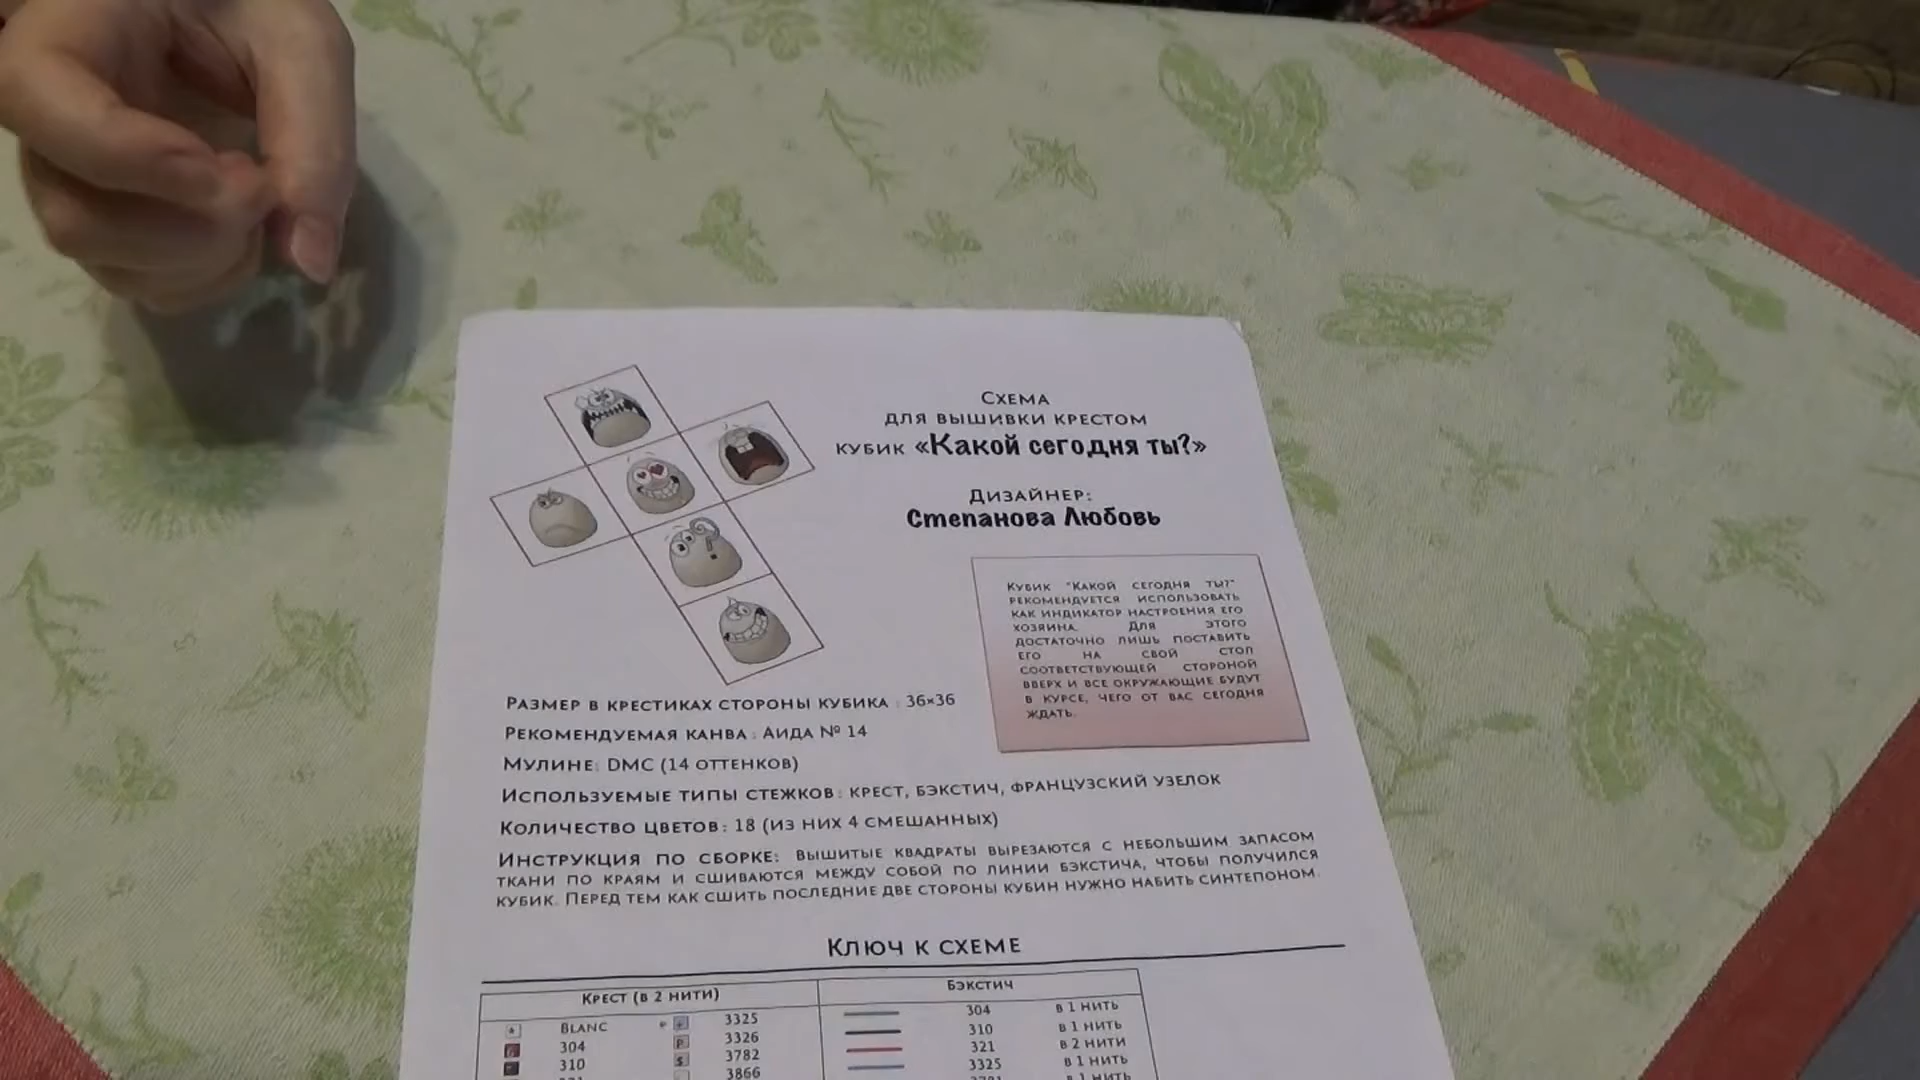 Схема
для вышивки крестом
кубик «Какой сегодня ты?»
Дизайнер:
Степанова Любовь
Кубик "Какой сегодня ты?"
рекомендуется использовать
как индикатор настроения его
хозяина. Для этого
достаточно лишь поставить
его на свой стол
соответствующей стороной
вверх и все окружающие будут
в курсе, чего от вас сегодня
ждать.
Размер в крестиках стороны кубика : 36×36
Рекомендуемая канва : Аида № 14
Мулине: DMC (14 оттенков)
Используемые типы стежков : крест, бэкстич, французский узелок
Количество цветов : 18 (из них 4 смешанных)
Инструкция по сборке: вышитые квадраты вырезаются с небольшим запасом
ткани по краям и сшиваются между собой по линии бэкстича, чтобы получился
кубик. Перед тем как сшить последние две стороны кубик нужно набить синтепоном.
Ключ к схеме
Крест (в 2 нити)
Blanc 3325
304 3326
310 3782
3866
Бэкстич
304 в 1 нить
310 в 1 нить
321 в 2 нити
3325 в 1 нить
в 1 нить